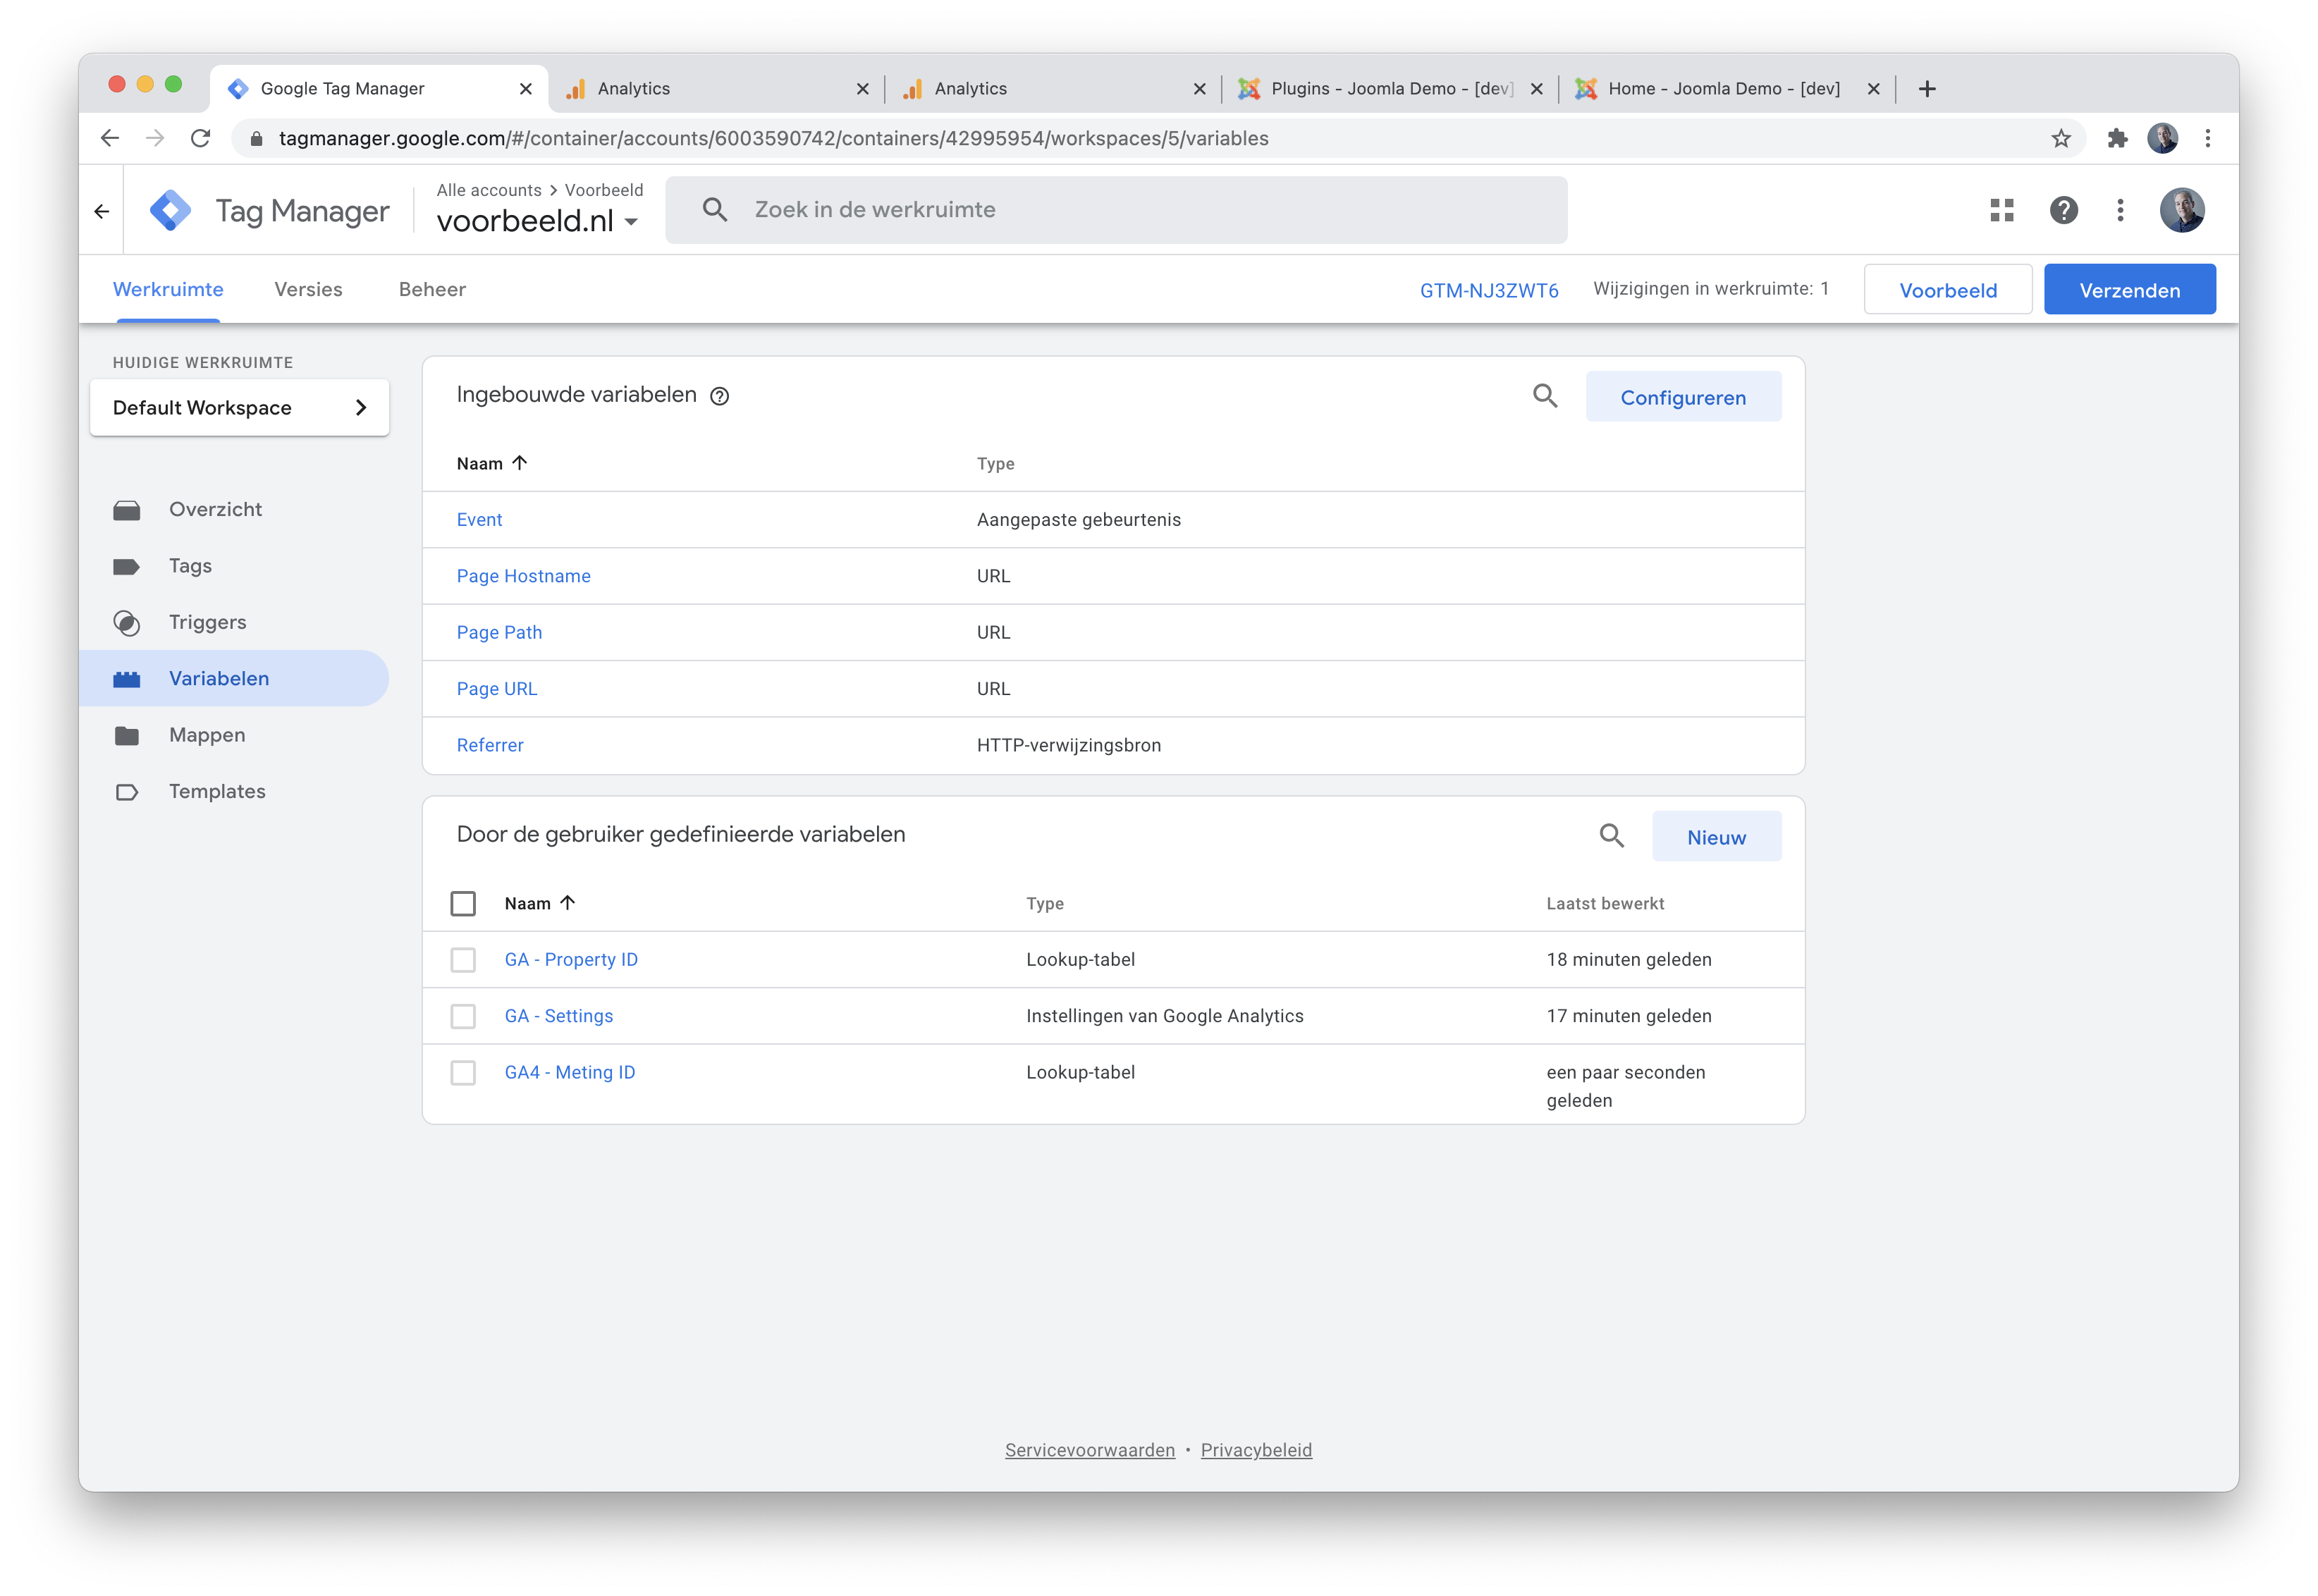 Google Tag Manager
Analytics
Analytics
Plugins - Joomla Demo - [dev]
Home - Joomla Demo - [dev]
tagmanager.google.com/#/container/accounts/6003590742/containers/42995954/workspaces/5/variables
Tag Manager
Alle accounts > Voorbeeld
voorbeeld.nl
Zoek in de werkruimte
Werkruimte
Versies
Beheer
GTM-NJ3ZWT6
Wijzigingen in werkruimte: 1
Voorbeeld
Verzenden
HUIDIGE WERKRUIMTE
Default Workspace
Overzicht
Tags
Triggers
Variabelen
Mappen
Templates
Ingebouwde variabelen
Configureren
Naam Type
Event Aangepaste gebeurtenis
Page Hostname URL
Page Path URL
Page URL URL
Referrer HTTP-verwijzingsbron
Door de gebruiker gedefinieerde variabelen
Nieuw
Naam Type Laatst bewerkt
GA - Property ID Lookup-tabel 18 minuten geleden
GA - Settings Instellingen van Google Analytics 17 minuten geleden
GA4 - Meting ID Lookup-tabel een paar seconden
geleden
Servicevoorwaarden • Privacybeleid